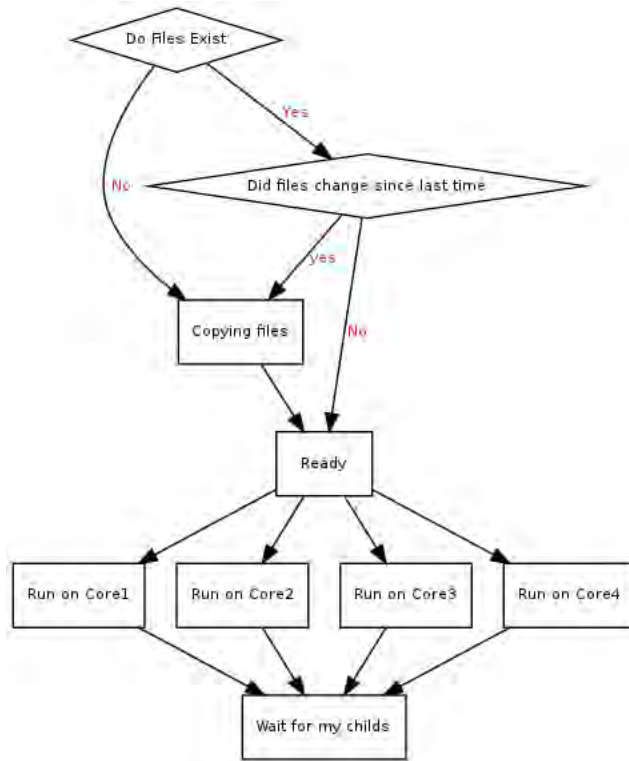 Do Files Exist
Yes
No
Did files change since last time
yes
Copying files
No
Ready
Run on Core1
Run on Core2
Run on Core3
Run on Core4
Wait for my childs